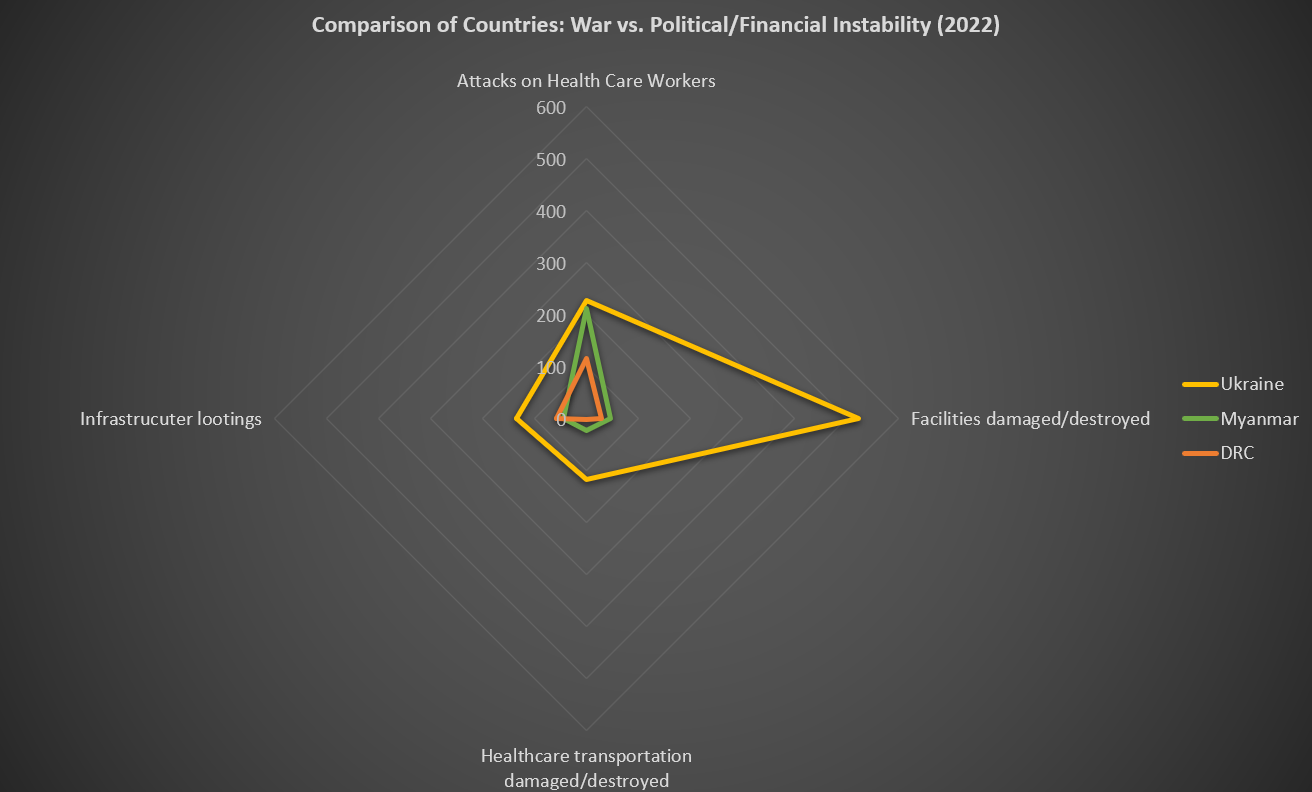 Comparison of Countries: War vs. Political/Financial Instability (2022)
Attacks on Health Care Workers
600
500
400
300
200
100
0
Infrastrucuter lootings
Facilities damaged/destroyed
Ukraine
Myanmar
DRC
Healthcare transportation
damaged/destroyed